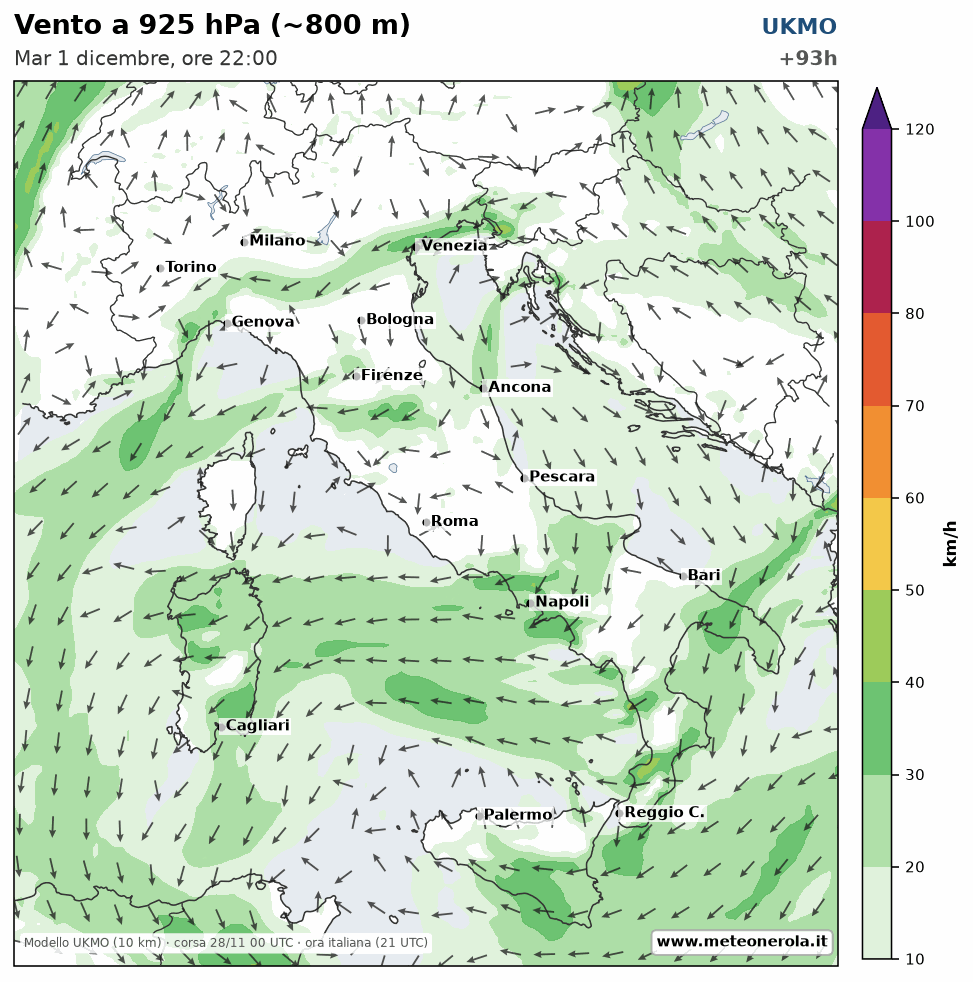 Vento a 925 hPa (~800 m)
UKMO
Mar 1 dicembre, ore 22:00
+93h
Milano
Venezia
Torino
Genova
Bologna
Firenze
Ancona
Pescara
Roma
Bari
Napoli
Cagliari
Palermo
Reggio C.
120
100
80
70
60
50
40
30
20
10
km/h
Modello UKMO (10 km) · corsa 28/11 00 UTC · ora italiana (21 UTC)
www.meteonerola.it